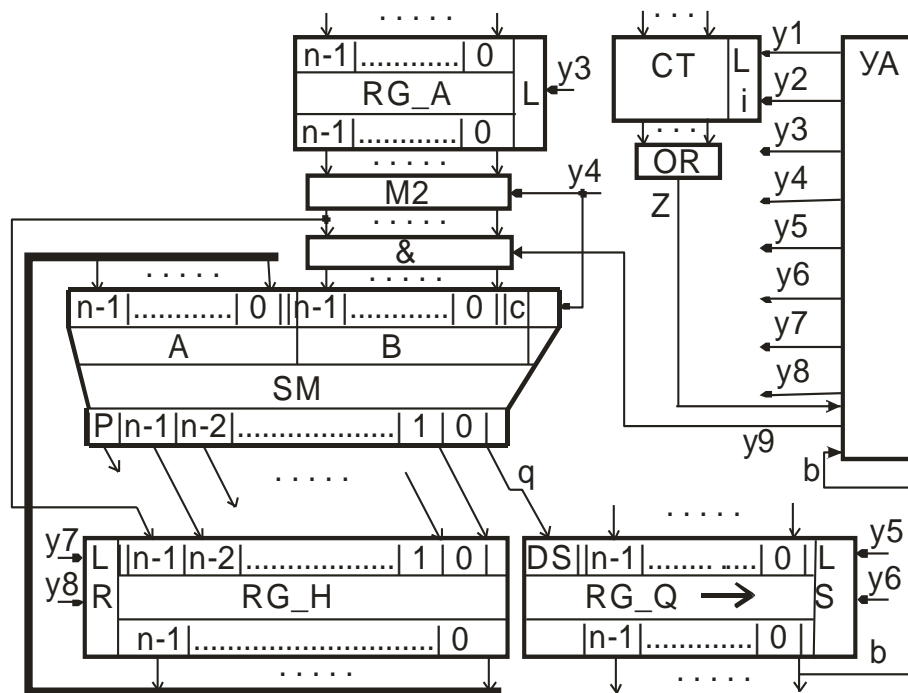 n-1|............| 0
RG_A
L
y3
n-1|............| 0
M2
y4
&
CT
L
i
OR
Z
УА
y1
y2
y3
y4
y5
y6
y7
y8
y9
b
n-1|............| 0 ||n-1|............| 0 ||c
A
B
SM
P|n-1|n-2|....................| 1 | 0 |
q
y7
y8
L
R
||n-1|n-2|....................| 1 | 0 |
RG_H
n-1|............................| 0
DS||n-1|........ .. ...| 0 |L
RG_Q
S
|n-1|............| 0 |
y5
y6
b